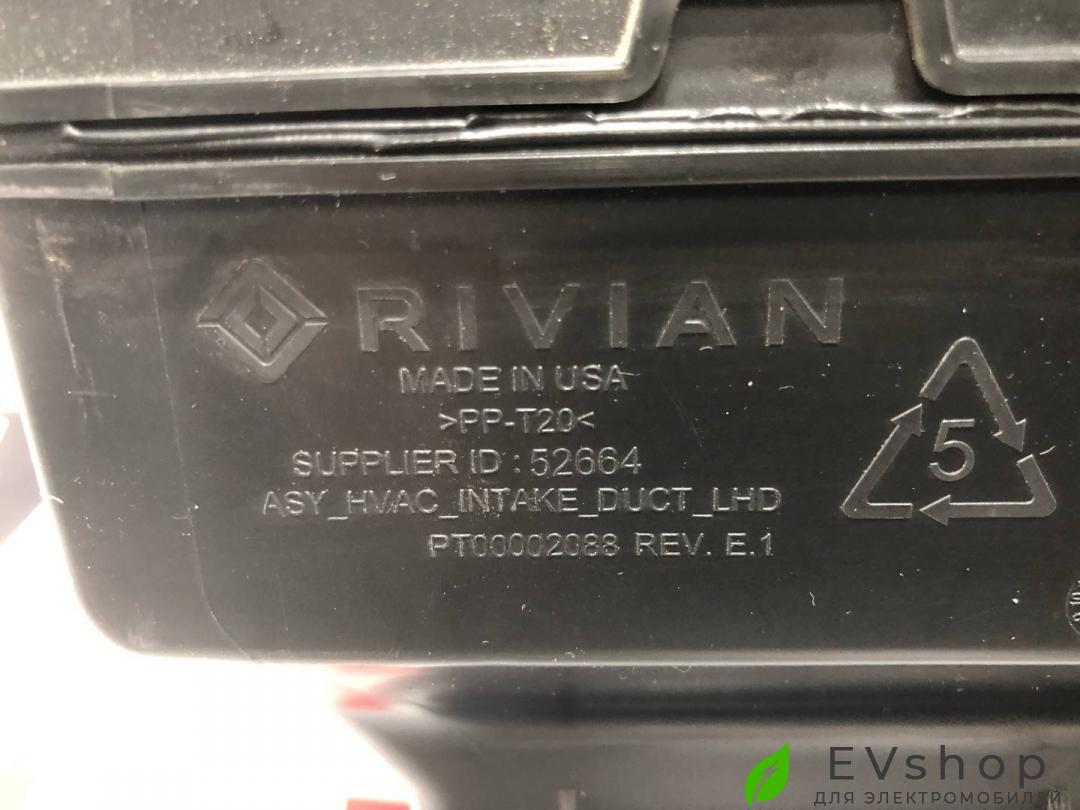 RIVIAN
MADE IN USA
>PP-T20<
SUPPLIER ID : 52664
ASY_HVAC_INTAKE_DUCT_LHD
PT00002088 REV. E.1
5
EVshop
ДЛЯ ЭЛЕКТРОМОБИЛЕЙ